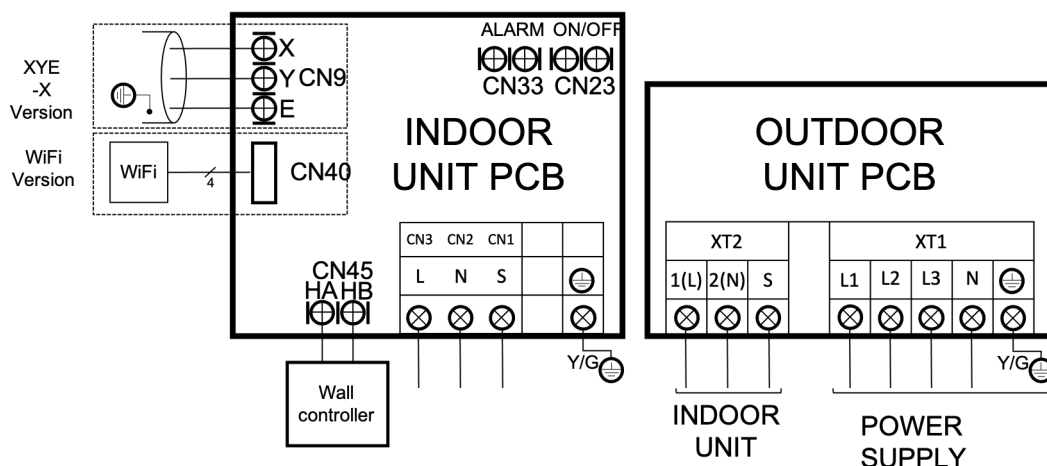 XYE
-X
Version
X
Y CN9
E
ALARM ON/OFF
CN33 CN23
WiFi
Version
WiFi
4
CN40
INDOOR
UNIT PCB
CN3 CN2 CN1
L N S
CN45
HA HB
Wall
controller
Y/G
OUTDOOR
UNIT PCB
XT2 XT1
1(L) 2(N) S L1 L2 L3 N
Y/G
INDOOR
UNIT
POWER
SUPPLY